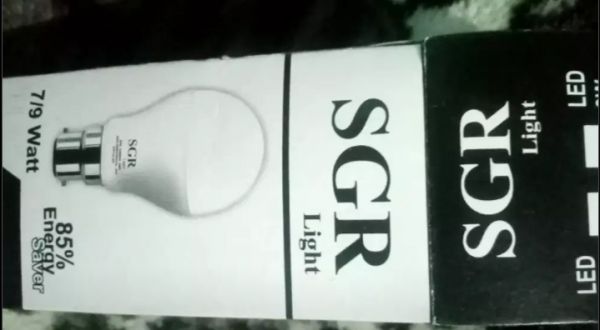 SGR
Light
7/9 Watt
85%
Energy
Saver
SGR
SGR
Light
LED
LED